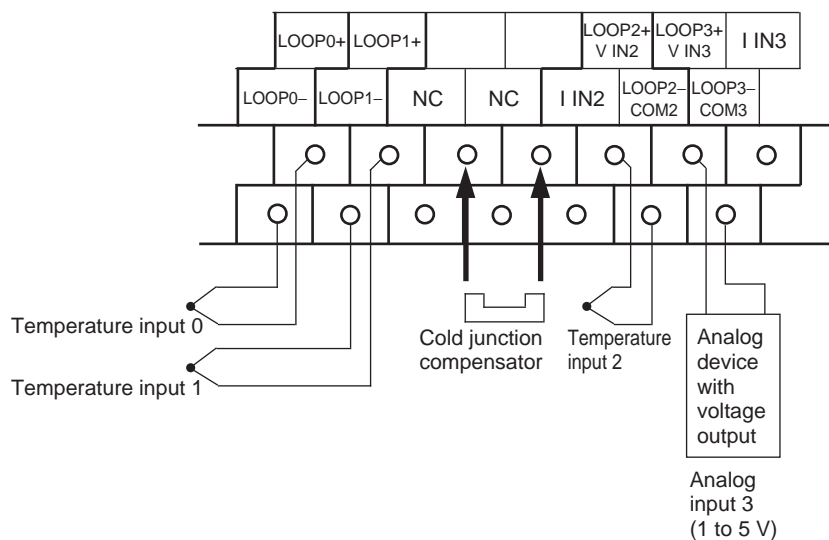 LOOP0+
LOOP1+
LOOP2+
V IN2
LOOP3+
V IN3
I IN3
LOOP0–
LOOP1–
NC
NC
I IN2
LOOP2–
COM2
LOOP3–
COM3
Temperature input 0
Temperature input 1
Cold junction
compensator
Temperature
input 2
Analog
device
with
voltage
output
Analog
input 3
(1 to 5 V)